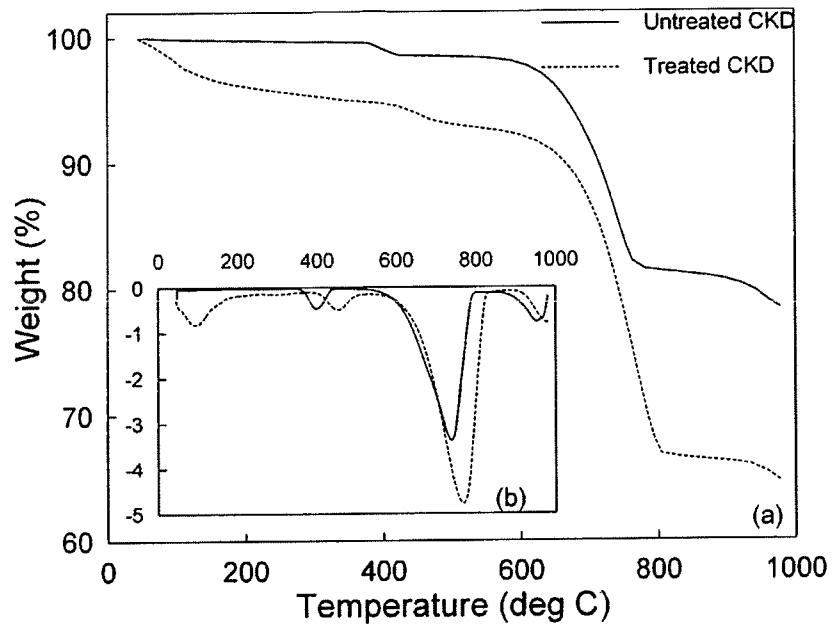 100
90
80
70
60
Weight (%)
0 200 400 600 800 1000
Temperature (deg C)
Untreated CKD
Treated CKD
(a)
0 200 400 600 800 1000
0
-1
-2
-3
-4
-5
(b)